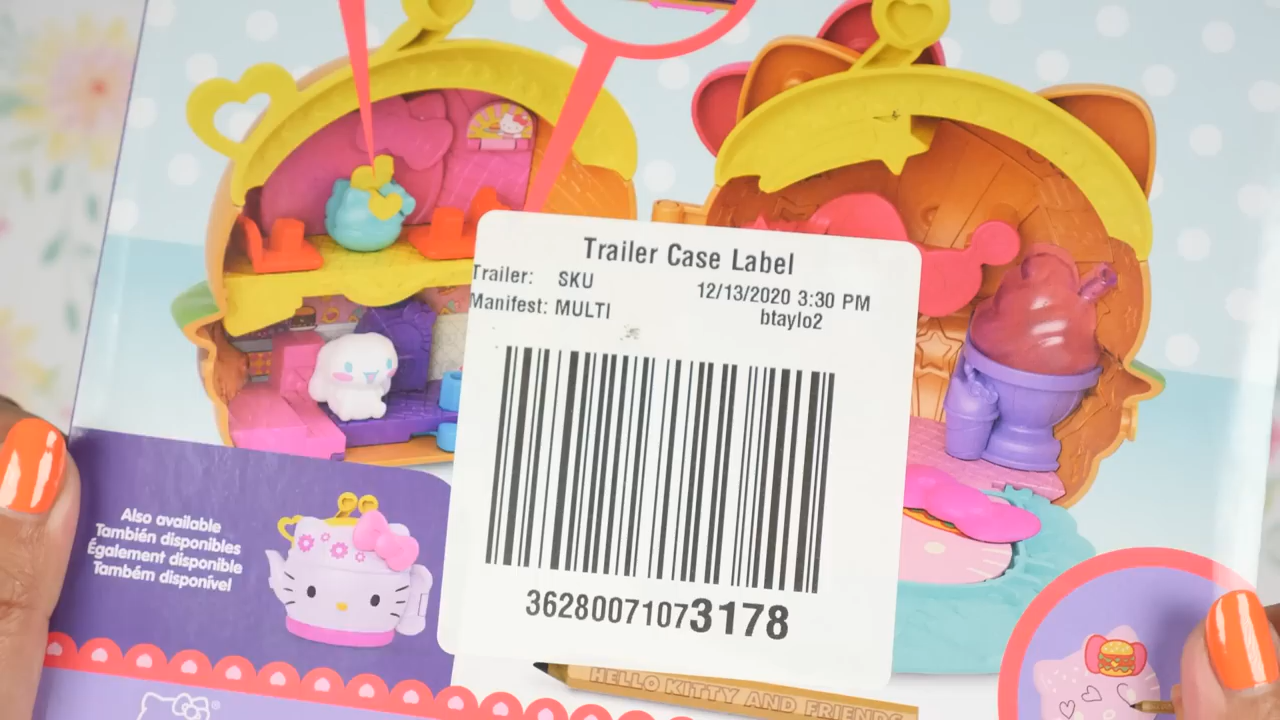 Trailer Case Label
Trailer: SKU
12/13/2020 3:30 PM
Manifest: MULTI
btaylo2
36280071073178
Also available
También disponibles
Également disponible
Também disponível
HELLO KITTY AND FRIENDS